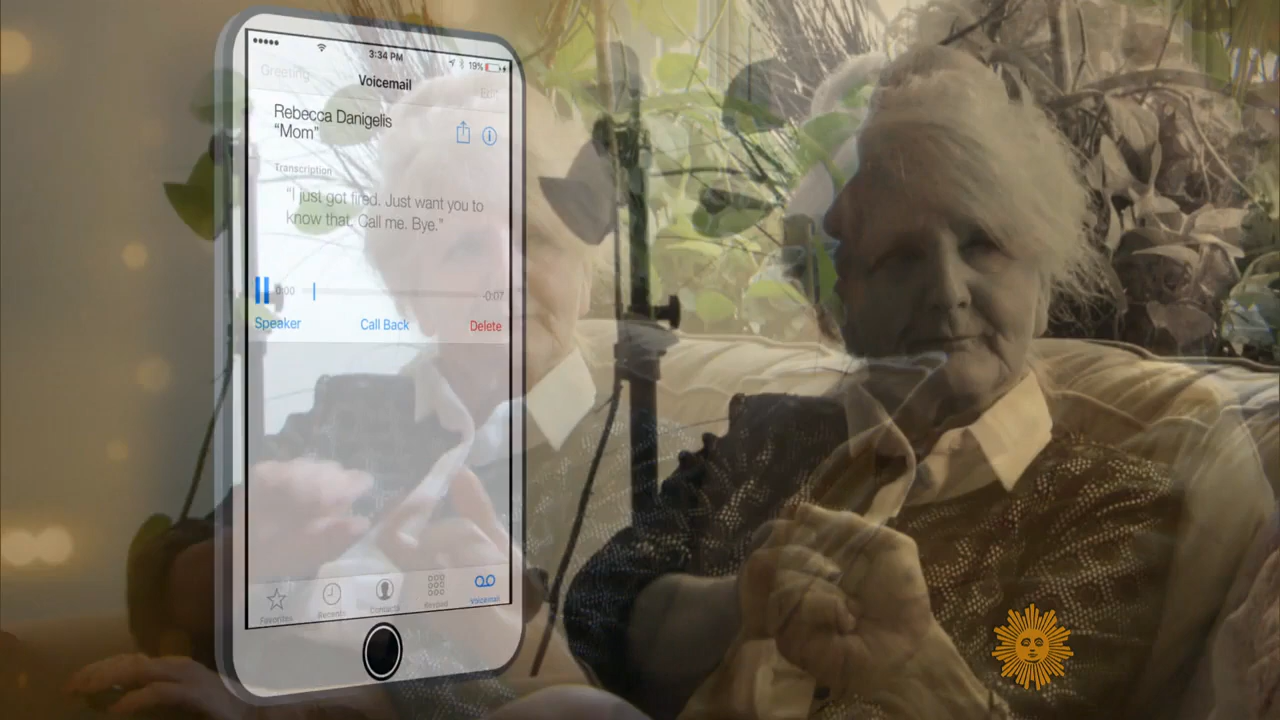 3:34 PM
19%
Greeting
Voicemail
Edit
Rebecca Danigelis
“Mom”
Transcription
“I just got fired. Just want you to
know that. Call me. Bye.”
0:00
-0:07
Speaker
Call Back
Delete
Favorites
Recents
Contacts
Keypad
Voicemail